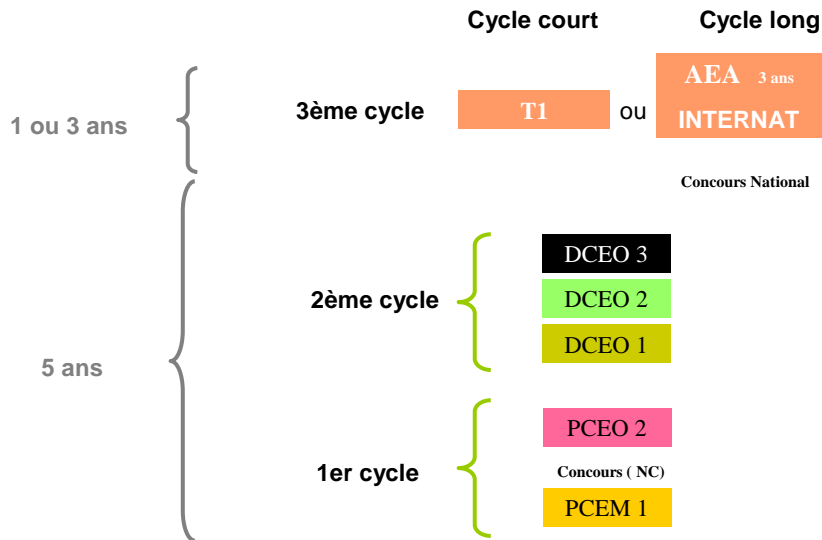 Cycle court Cycle long
AEA 3 ans
1 ou 3 ans 3ème cycle T1 ou INTERNAT
Concours National
DCEO 3
2ème cycle DCEO 2
DCEO 1
5 ans
PCEO 2
1er cycle Concours ( NC)
PCEM 1